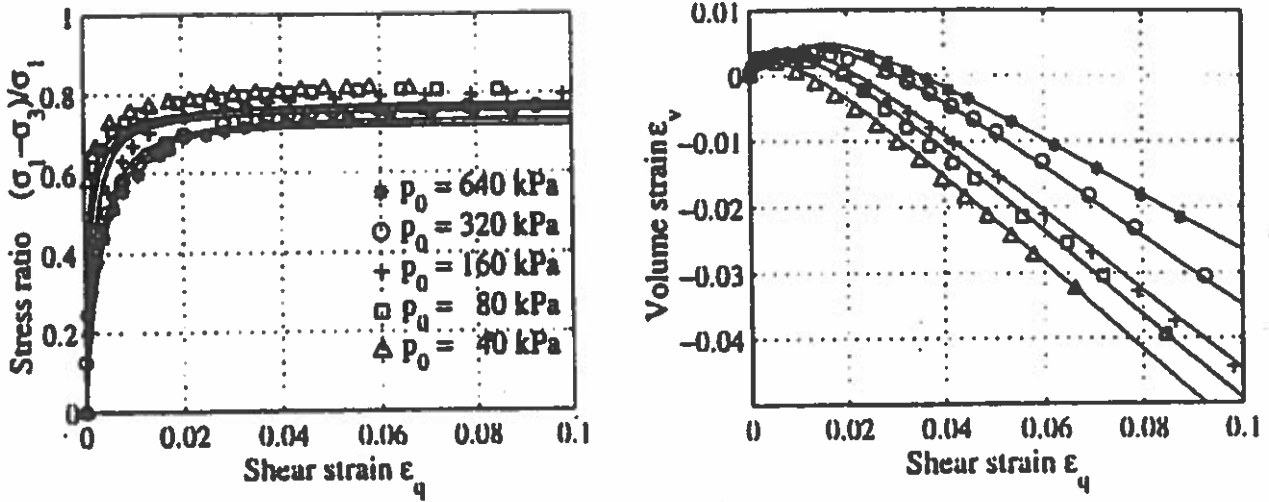 Stress ratio (σ₁−σ₃)/σ₁
1
0.8
0.6
0.4
0.2
0
p₀ = 640 kPa
p₀ = 320 kPa
p₀ = 160 kPa
p₀ = 80 kPa
p₀ = 40 kPa
0 0.02 0.04 0.06 0.08 0.1
Shear strain ε_q
Volume strain ε_v
0.01
0
−0.01
−0.02
−0.03
−0.04
0 0.02 0.04 0.06 0.08 0.1
Shear strain ε_q